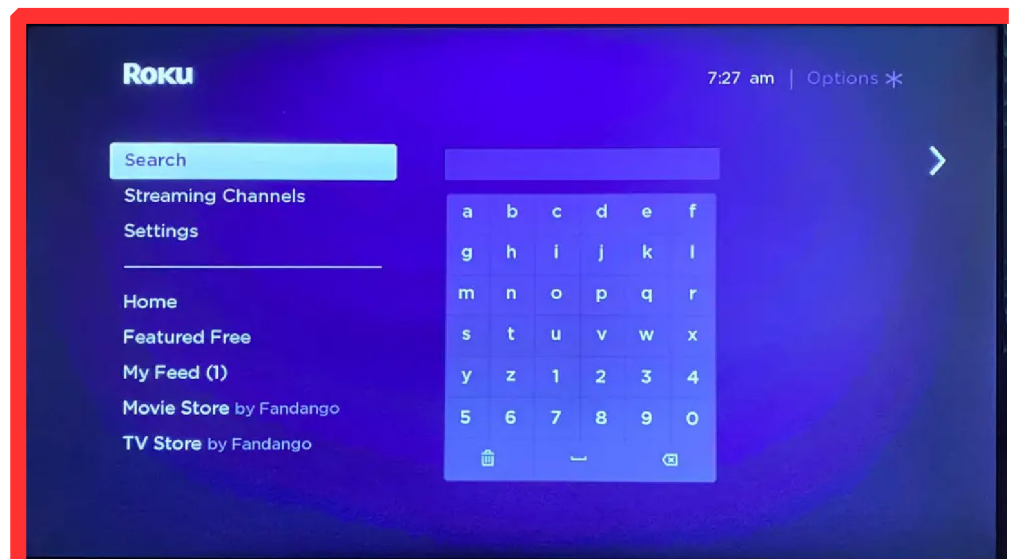 Roku
7:27 am | Options
Search
Streaming Channels
Settings
Home
Featured Free
My Feed (1)
Movie Store by Fandango
TV Store by Fandango
a b c d e f
g h i j k l
m n o p q r
s t u v w x
y z 1 2 3 4
5 6 7 8 9 0